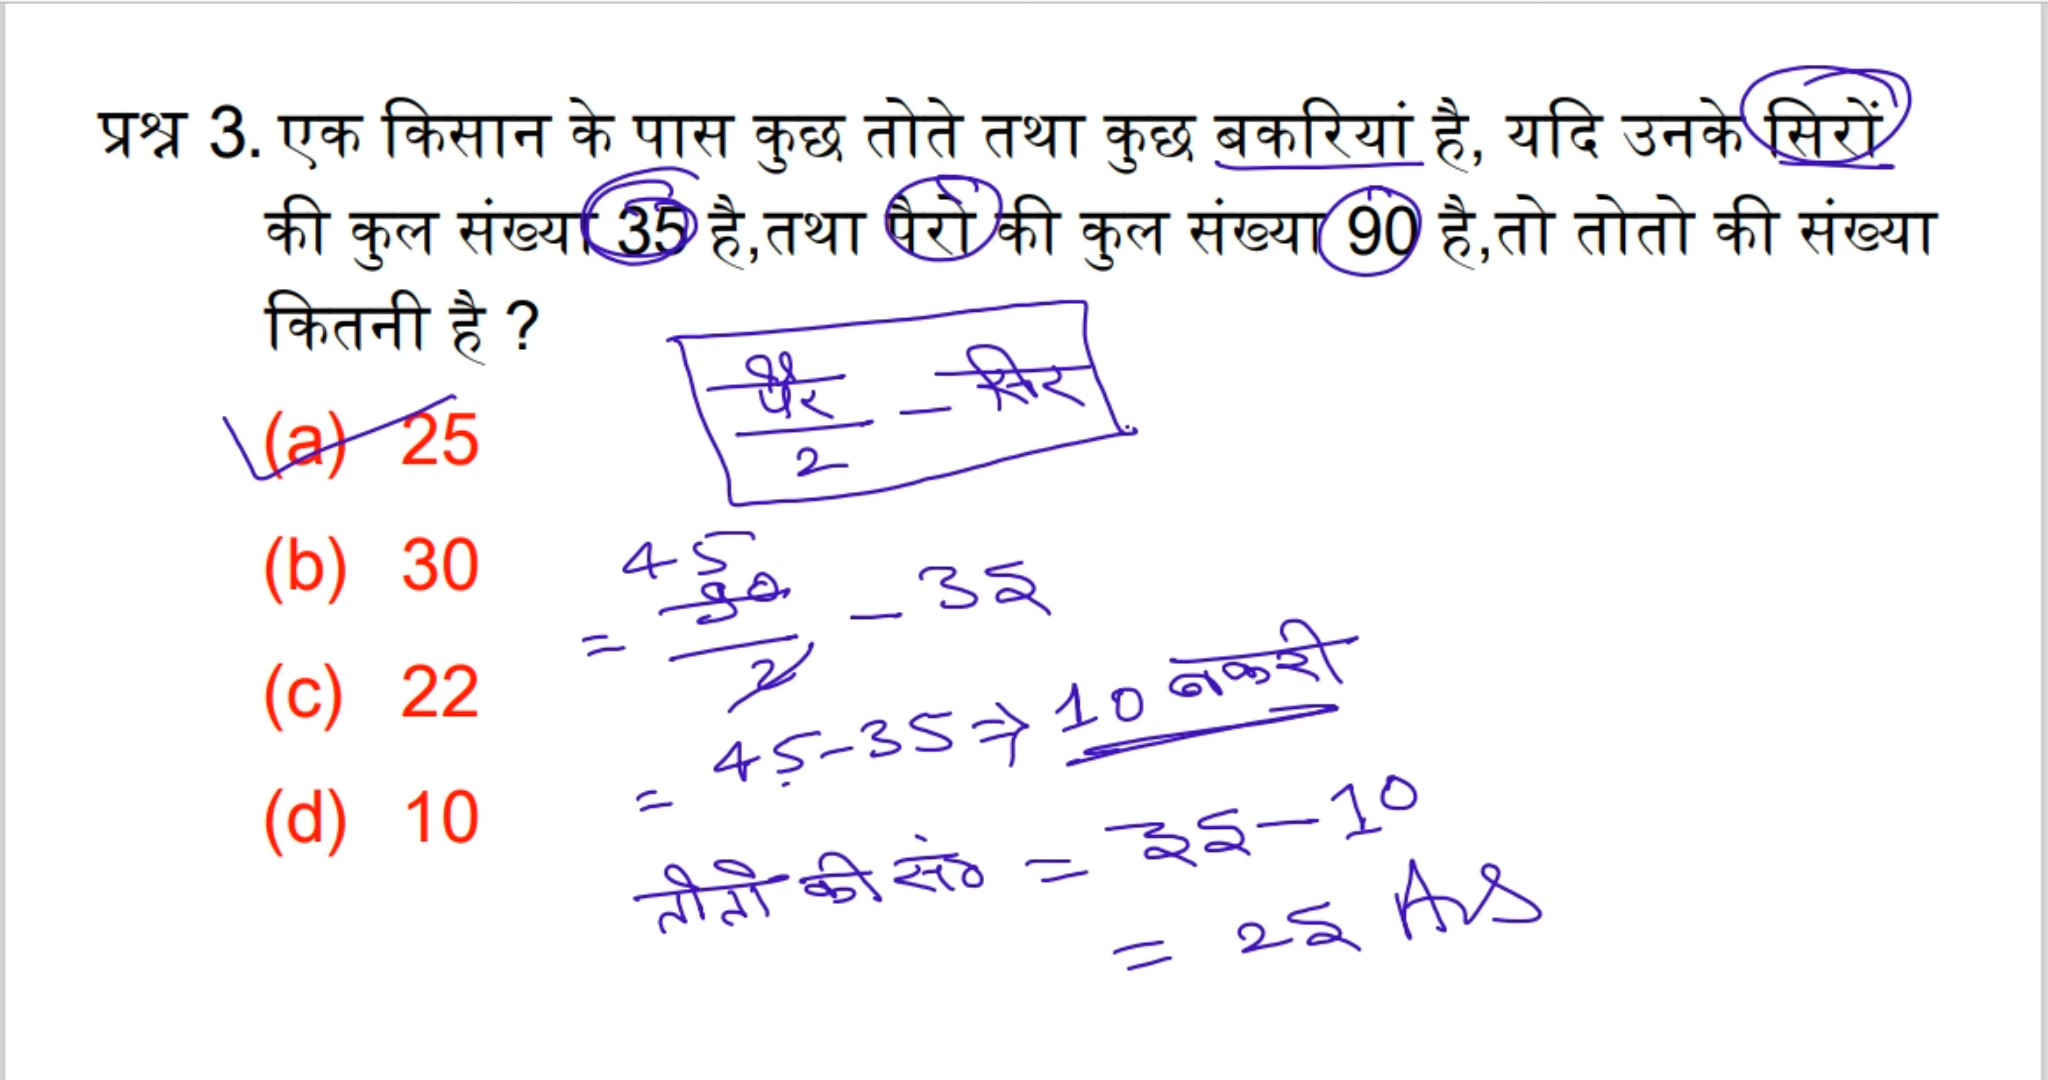 प्रश्न 3. एक किसान के पास कुछ तोते तथा कुछ बकरियां है, यदि उनके सिरों
की कुल संख्या 35 है,तथा पैरो की कुल संख्या 90 है,तो तोतो की संख्या
कितनी है ?
पैर/2 - सिर
(a) 25
(b) 30
45
= 90/2 - 35
(c) 22
= 45-35 ⇒ 10 बकरी
(d) 10
तोतो की सं० = 35-10
= 25 Ans